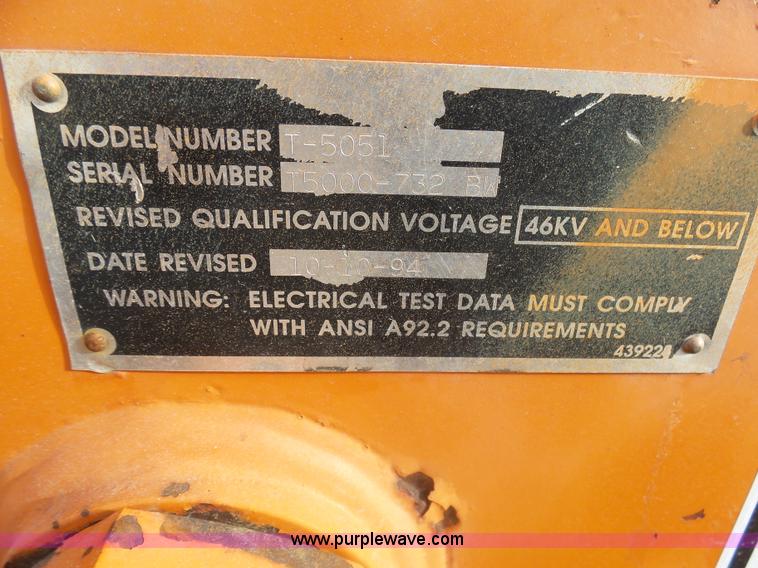 MODEL NUMBER T-5051
SERIAL NUMBER T5000-732 BW
REVISED QUALIFICATION VOLTAGE 46KV AND BELOW
DATE REVISED 10-10-94
WARNING: ELECTRICAL TEST DATA MUST COMPLY
WITH ANSI A92.2 REQUIREMENTS
www.purplewave.com